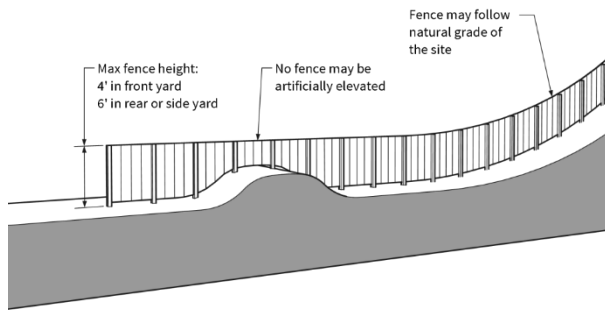 Fence may follow
natural grade of
the site
Max fence height:
4' in front yard
6' in rear or side yard
No fence may be
artificially elevated